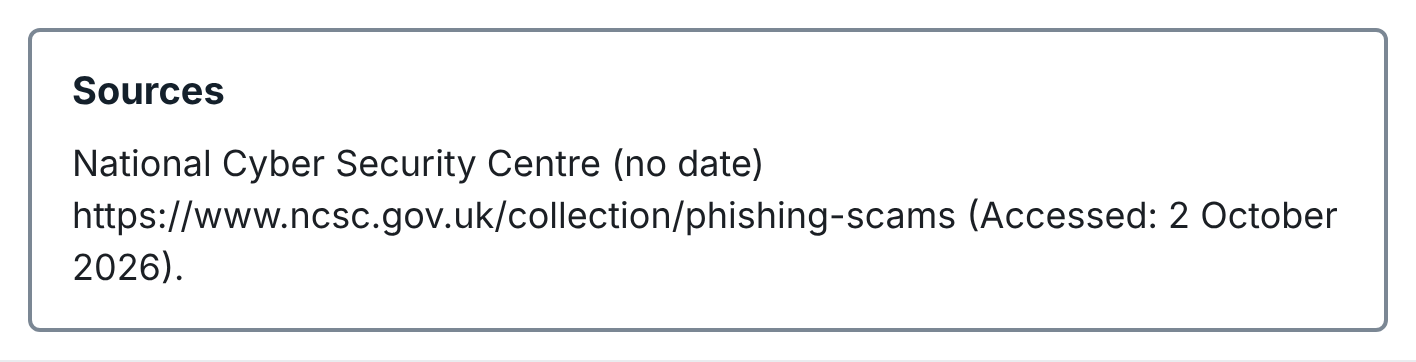 Sources
National Cyber Security Centre (no date)
https://www.ncsc.gov.uk/collection/phishing-scams (Accessed: 2 October
2026).